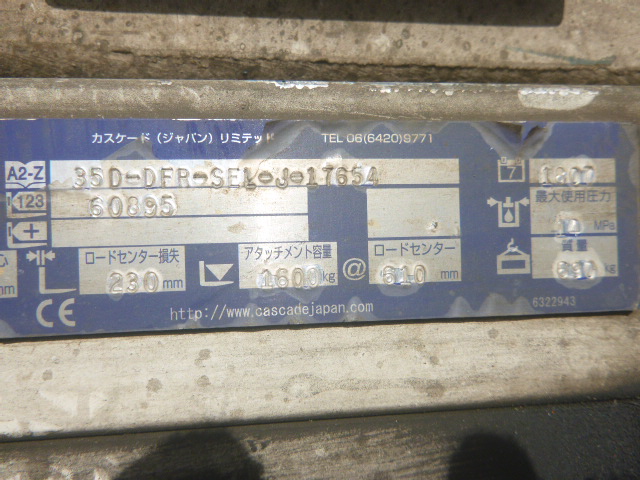 カスケード (ジャパン) リミテッド TEL 06(6420)9771
A2-Z 35D-DFR-SEL-J-17654 7
123 60895 最大使用圧力
MPa
ロードセンター損失 アタッチメント容量 ロードセンター 質量
mm 230 mm 1600 kg @ 610 mm kg
CE http://www.cascadejapan.com 6322943